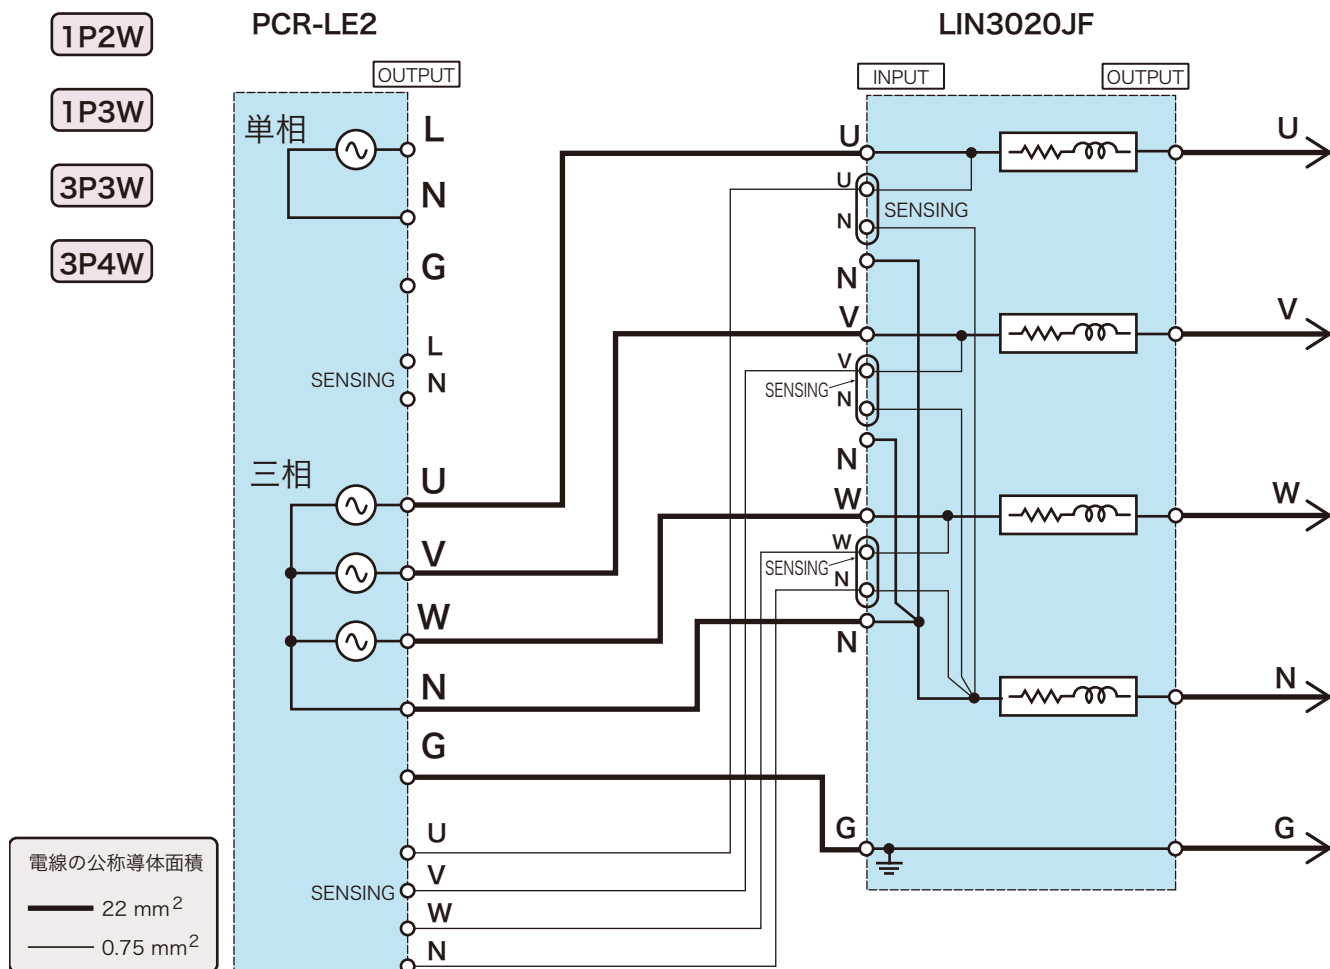 1P2W
1P3W
3P3W
3P4W
PCR-LE2
OUTPUT
単相
L
N
G
L
SENSING
N
三相
U
V
W
N
G
U
V
SENSING
W
N
LIN3020JF
INPUT
OUTPUT
U
U
SENSING
N
N
V
V
SENSING
N
N
W
W
SENSING
N
N
G
U
V
W
N
G
電線の公称導体面積
22 mm²
0.75 mm²